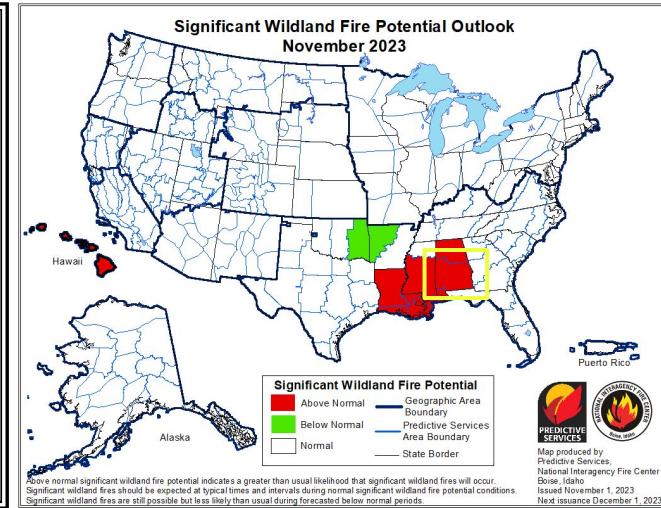 Significant Wildland Fire Potential Outlook
November 2023
Hawaii
Alaska
Puerto Rico
Significant Wildland Fire Potential
Above Normal
Below Normal
Normal
Geographic Area
Boundary
Predictive Services
Area Boundary
State Border
PREDICTIVE
SERVICES
NATIONAL INTERAGENCY FIRE CENTER
Boise, Idaho
Map produced by
Predictive Services,
National Interagency Fire Center
Boise, Idaho
Issued November 1, 2023
Next issuance December 1, 2023
Above normal significant wildland fire potential indicates a greater than usual likelihood that significant wildland fires will occur.
Significant wildland fires should be expected at typical times and intervals during normal significant wildland fire potential conditions.
Significant wildland fires are still possible but less likely than usual during forecasted below normal periods.